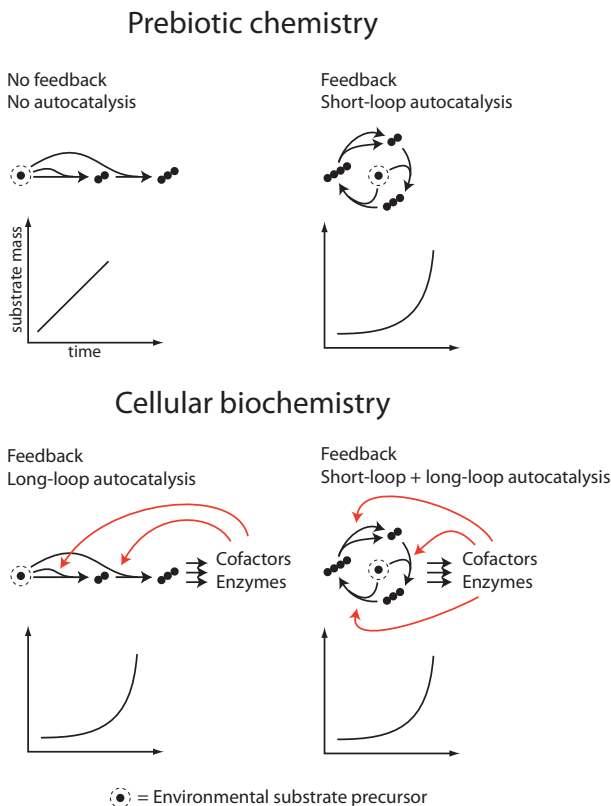 Prebiotic chemistry
No feedback
No autocatalysis
Feedback
Short-loop autocatalysis
substrate mass
time
Cellular biochemistry
Feedback
Long-loop autocatalysis
Feedback
Short-loop + long-loop autocatalysis
Cofactors
Enzymes
Cofactors
Enzymes
= Environmental substrate precursor